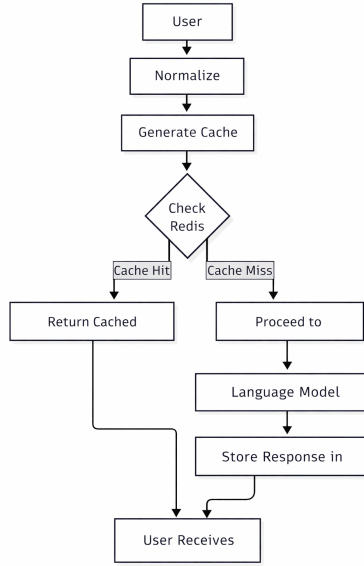 User
Normalize
Generate Cache
Check
Redis
Cache Hit
Cache Miss
Return Cached
Proceed to
Language Model
Store Response in
User Receives